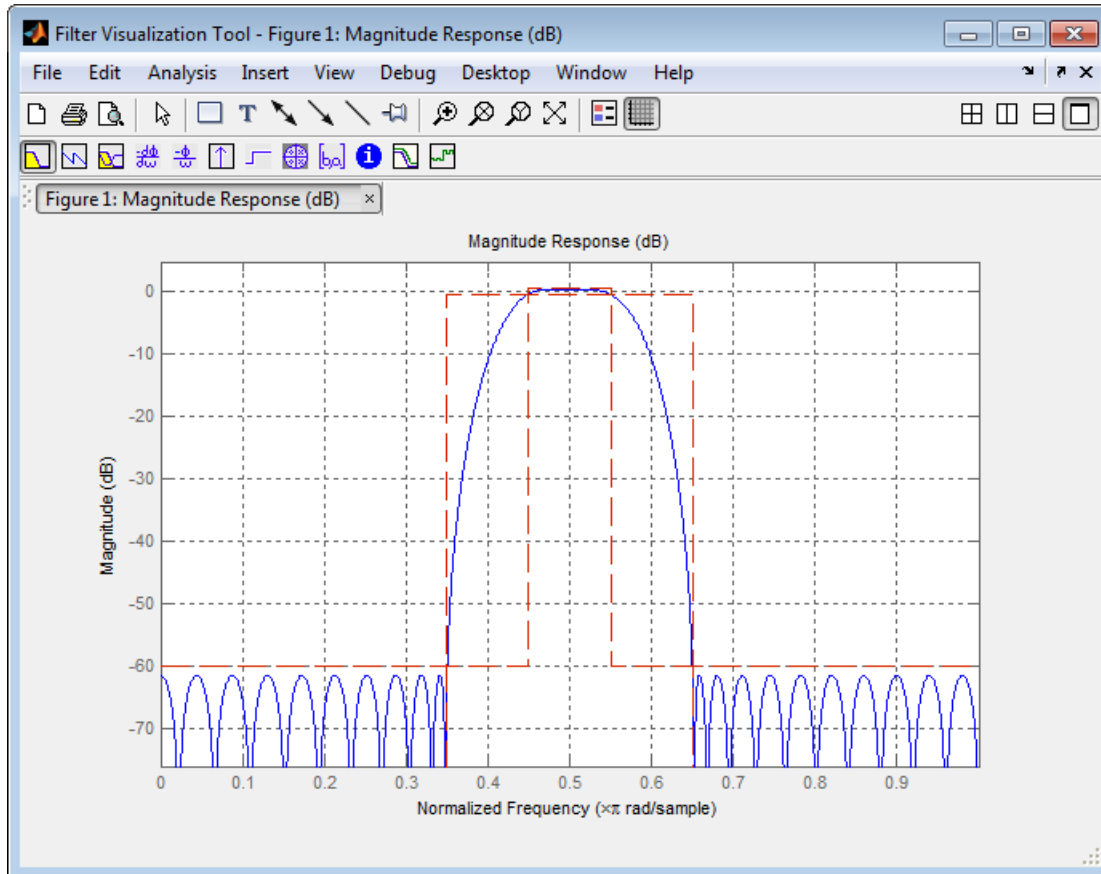 Filter Visualization Tool - Figure 1: Magnitude Response (dB)
File Edit Analysis Insert View Debug Desktop Window Help
T
[b,a]
i
Figure 1: Magnitude Response (dB) ×
Magnitude Response (dB)
0
-10
-20
-30
-40
-50
-60
-70
Magnitude (dB)
0 0.1 0.2 0.3 0.4 0.5 0.6 0.7 0.8 0.9
Normalized Frequency (×π rad/sample)